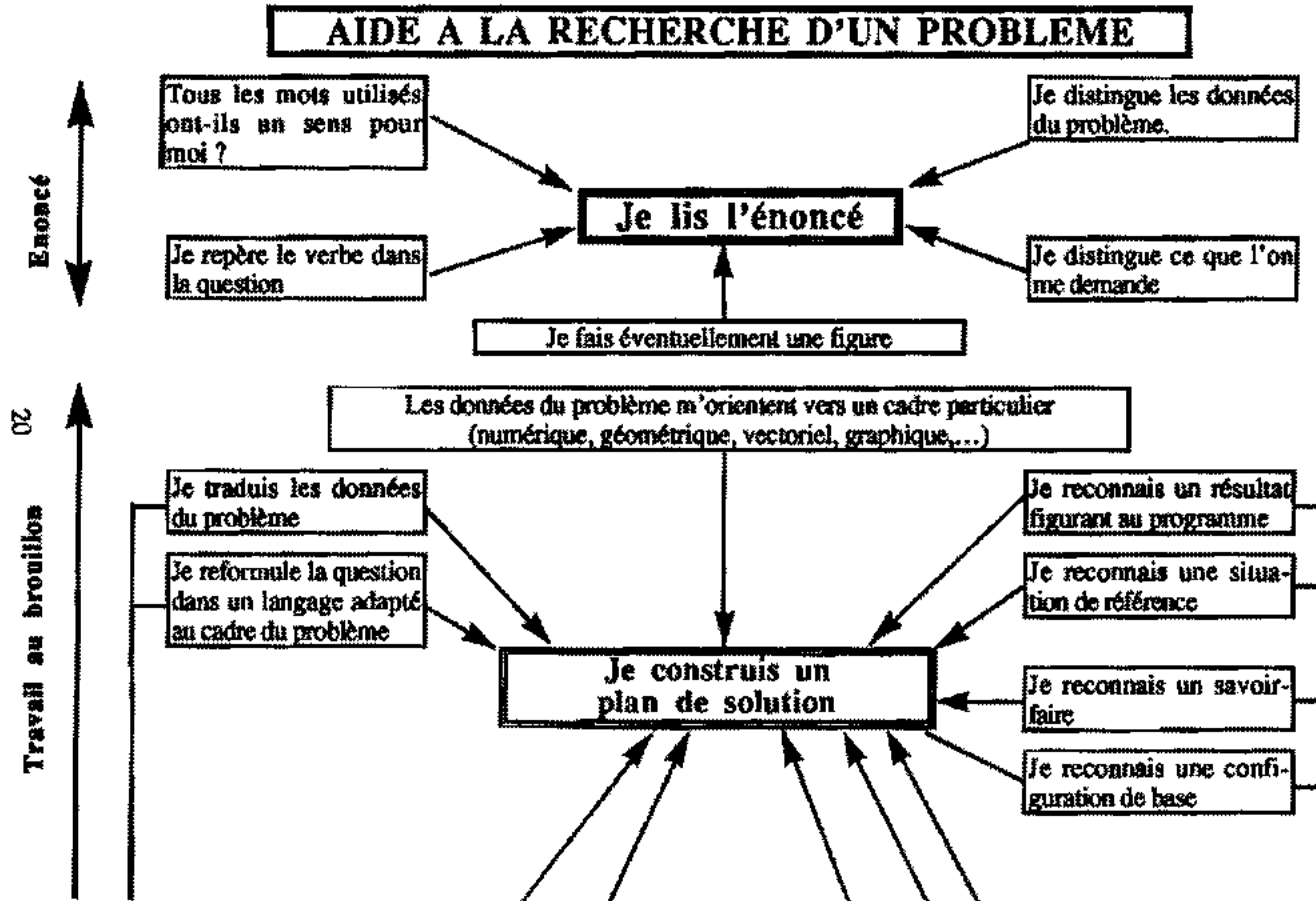 AIDE A LA RECHERCHE D'UN PROBLEME
Tous les mots utilisés
ont-ils un sens pour
moi ?
Je distingue les données
du problème.
Enoncé
Je lis l'énoncé
Je repère le verbe dans
la question
Je distingue ce que l'on
me demande
Je fais éventuellement une figure
20
Les données du problème m'orientent vers un cadre particulier
(numérique, géométrique, vectoriel, graphique,...)
Travail au brouillon
Je traduis les données
du problème
Je reformule la question
dans un langage adapté
au cadre du problème
Je reconnais un résultat
figurant au programme
Je reconnais une situa-
tion de référence
Je construis un
plan de solution
Je reconnais un savoir-
faire
Je reconnais une confi-
guration de base